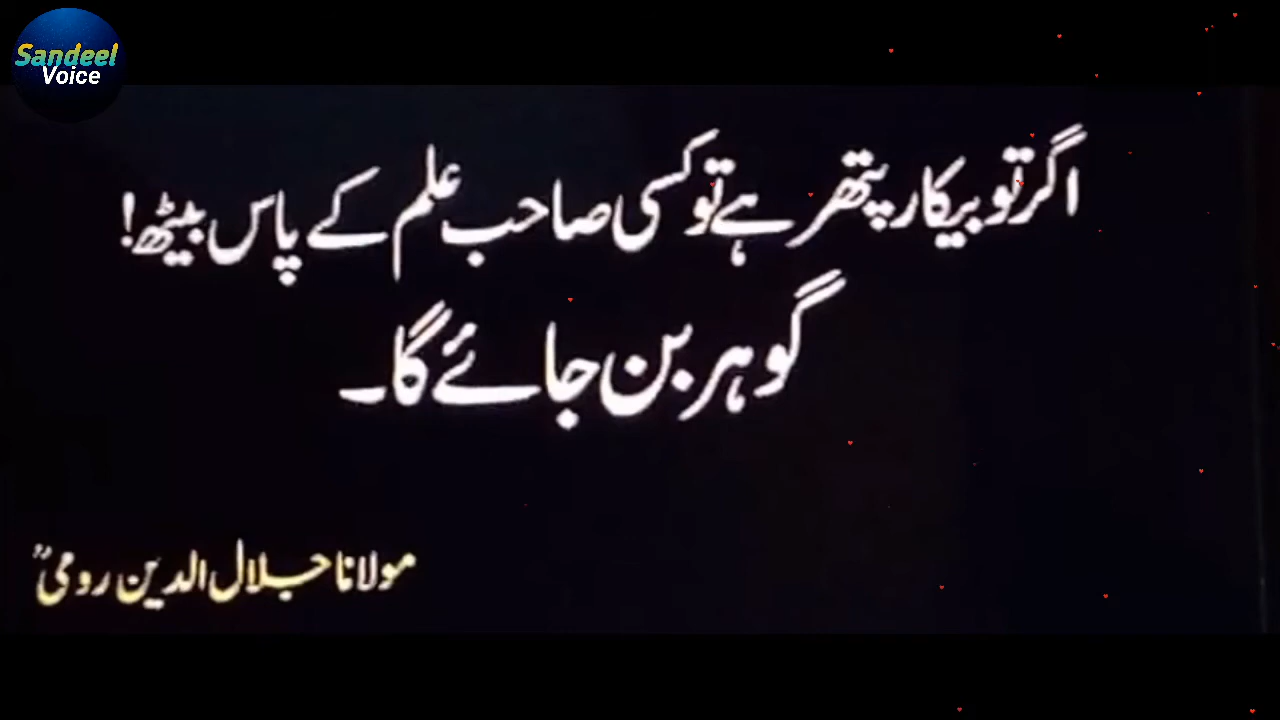 Sandeel
Voice
اگر تو بیکار پتھر ہے تو کسی صاحب علم کے پاس بیٹھ!
گوہر بن جائے گا۔
مولانا جلال الدین رومیؒ